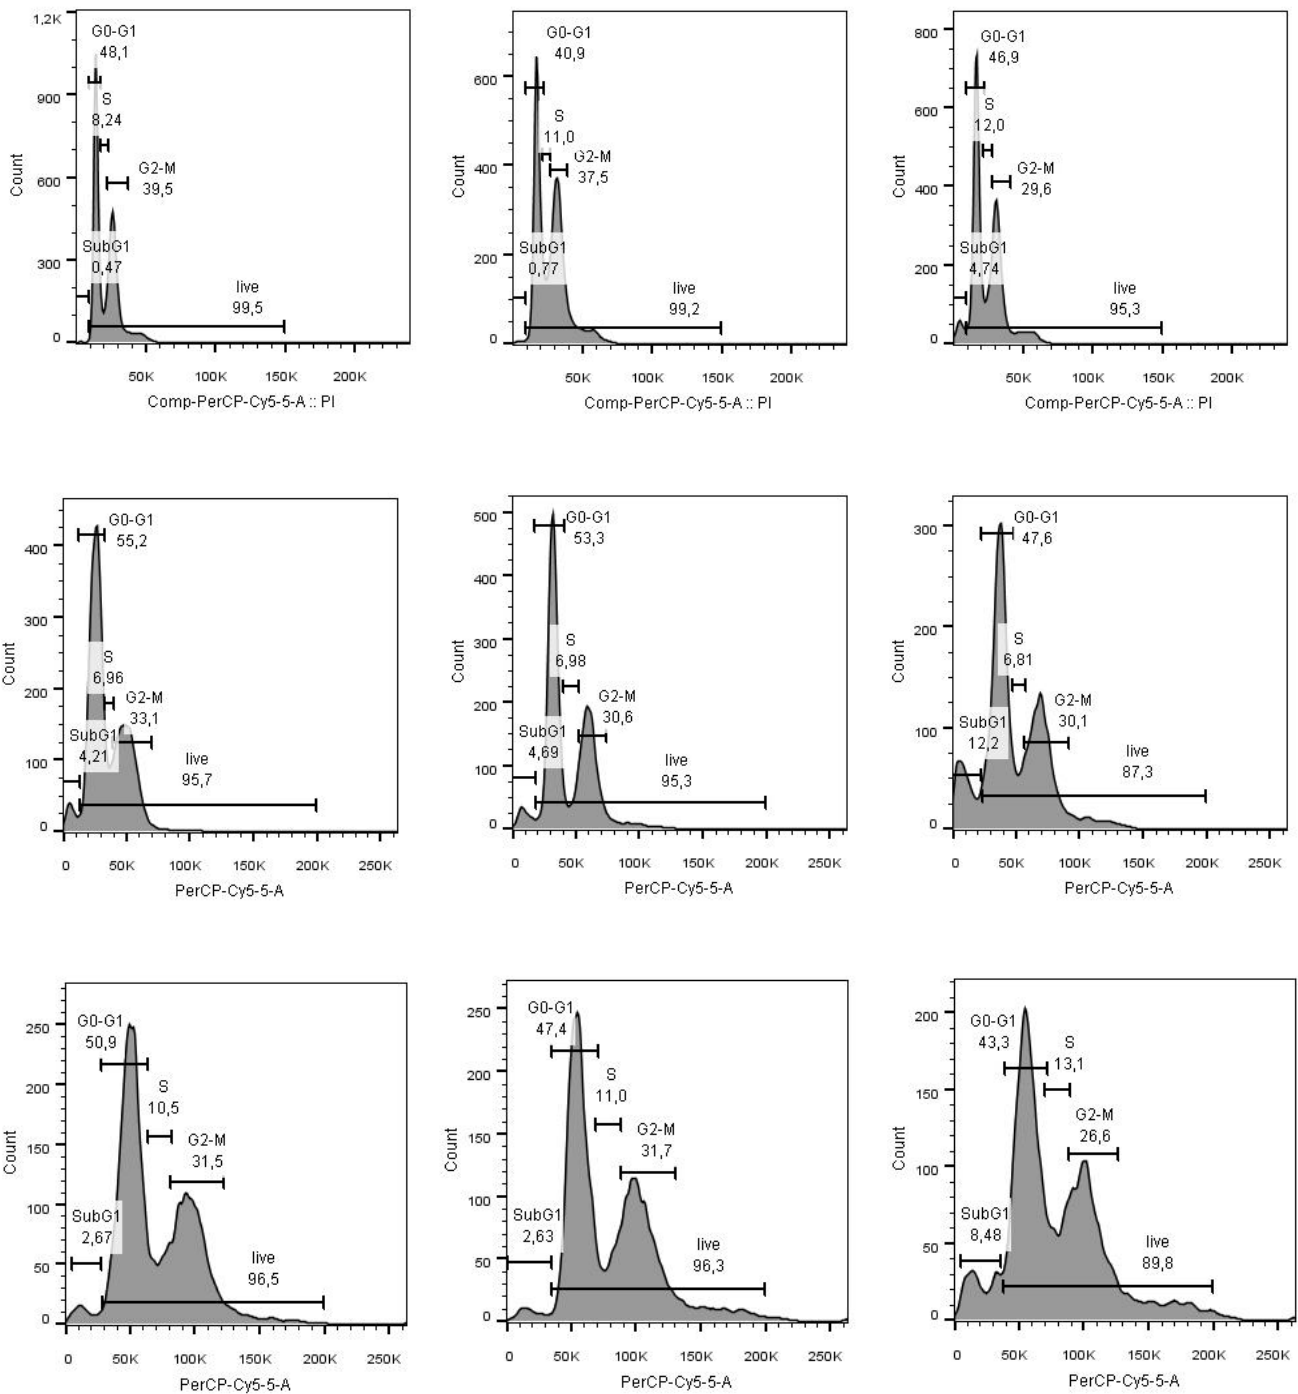 1,2K
900
600
300
0
Count
G0-G1
48,1
S
8,24
G2-M
39,5
SubG1
0,47
live
99,5
50K 100K 150K 200K
Comp-PerCP-Cy5-5-A :: PI
600
400
200
0
Count
G0-G1
40,9
S
11,0
G2-M
37,5
SubG1
0,77
live
99,2
50K 100K 150K 200K
Comp-PerCP-Cy5-5-A :: PI
800
600
400
200
0
Count
G0-G1
46,9
S
12,0
G2-M
29,6
SubG1
4,74
live
95,3
50K 100K 150K 200K
Comp-PerCP-Cy5-5-A :: PI
400
300
200
100
0
Count
G0-G1
55,2
S
6,96
G2-M
33,1
SubG1
4,21
live
95,7
0 50K 100K 150K 200K 250K
PerCP-Cy5-5-A
500
400
300
200
100
0
Count
G0-G1
53,3
S
6,98
G2-M
30,6
SubG1
4,69
live
95,3
0 50K 100K 150K 200K 250K
PerCP-Cy5-5-A
300
200
100
0
Count
G0-G1
47,6
S
6,81
G2-M
30,1
SubG1
12,2
live
87,3
0 50K 100K 150K 200K 250K
PerCP-Cy5-5-A
250
200
150
100
50
0
Count
G0-G1
50,9
S
10,5
G2-M
31,5
SubG1
2,67
live
96,5
0 50K 100K 150K 200K 250K
PerCP-Cy5-5-A
250
200
150
100
50
0
Count
G0-G1
47,4
S
11,0
G2-M
31,7
SubG1
2,63
live
96,3
0 50K 100K 150K 200K 250K
PerCP-Cy5-5-A
200
150
100
50
0
Count
G0-G1
43,3
S
13,1
G2-M
26,6
SubG1
8,48
live
89,8
0 50K 100K 150K 200K 250K
PerCP-Cy5-5-A